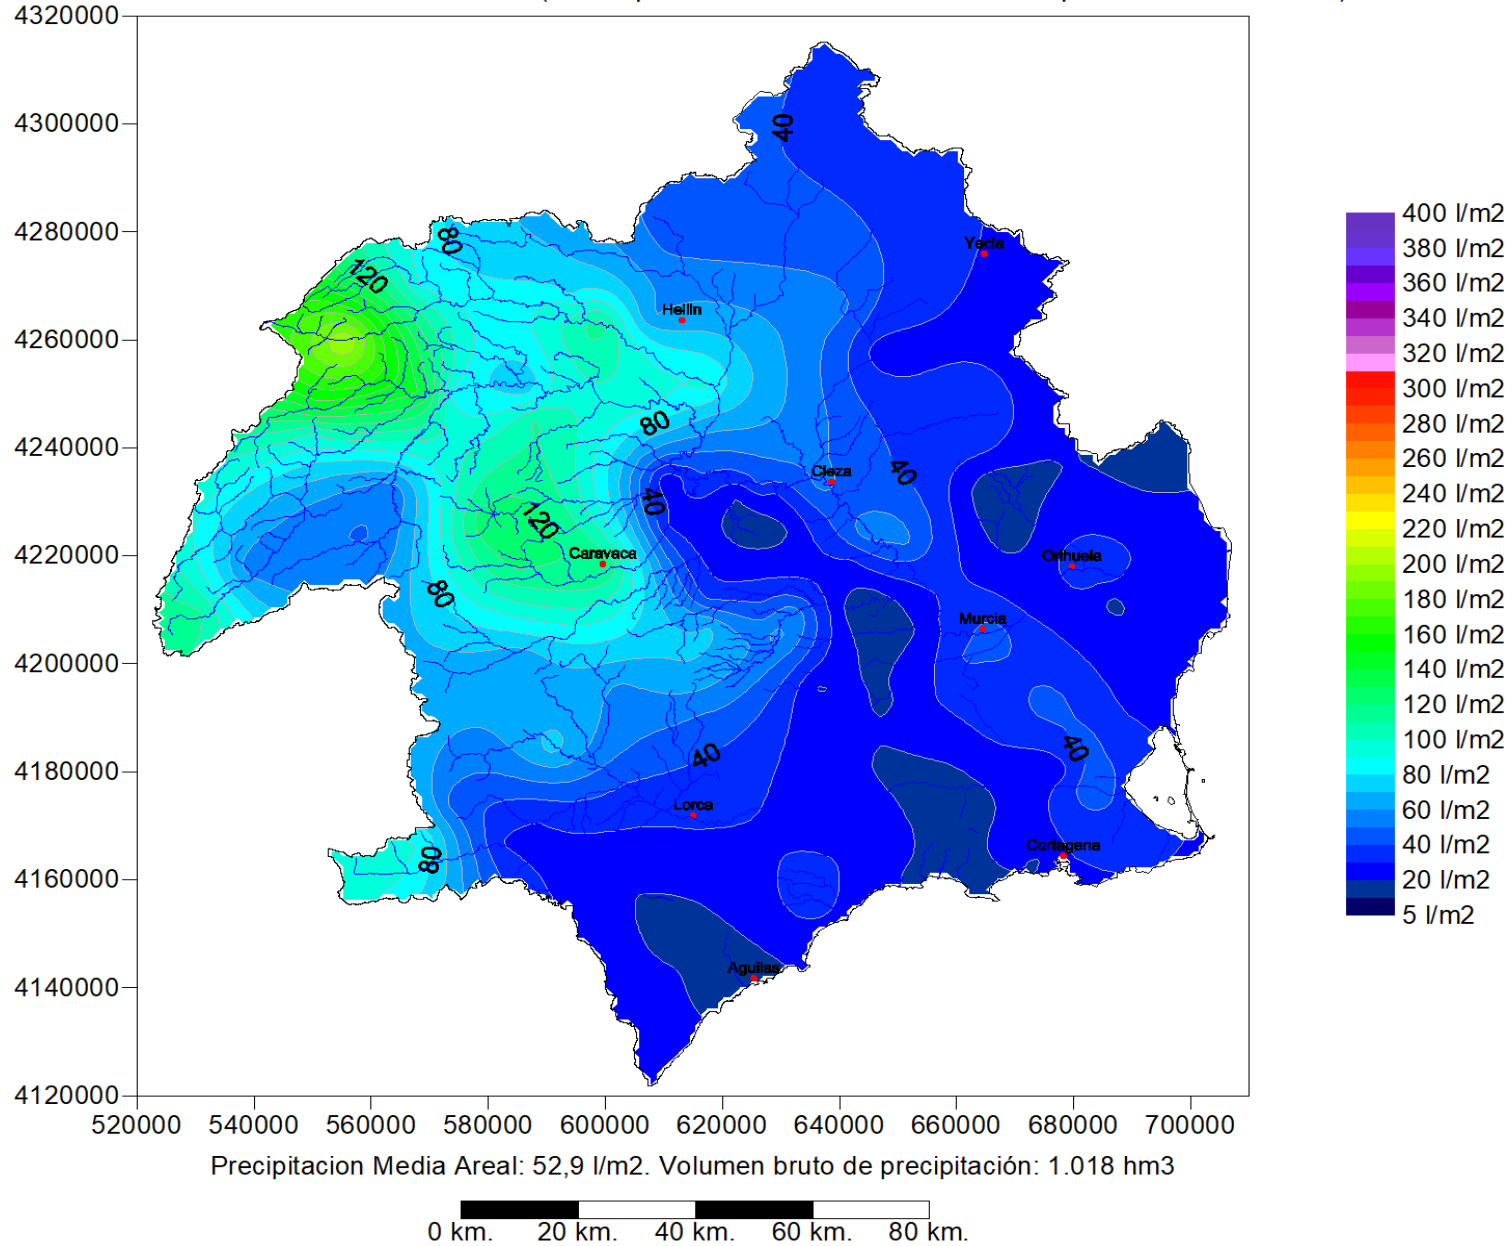 4320000
4300000
4280000
4260000
4240000
4220000
4200000
4180000
4160000
4140000
4120000
520000 540000 560000 580000 600000 620000 640000 660000 680000 700000
40
80
120
Yecla
Hellin
80
Cieza
40
40
120
Caravaca
Orihuela
80
Murcia
40
40
Lorca
80
Cartagena
Aguilas
400 l/m2
380 l/m2
360 l/m2
340 l/m2
320 l/m2
300 l/m2
280 l/m2
260 l/m2
240 l/m2
220 l/m2
200 l/m2
180 l/m2
160 l/m2
140 l/m2
120 l/m2
100 l/m2
80 l/m2
60 l/m2
40 l/m2
20 l/m2
5 l/m2
Precipitacion Media Areal: 52,9 l/m2. Volumen bruto de precipitación: 1.018 hm3
0 km. 20 km. 40 km. 60 km. 80 km.